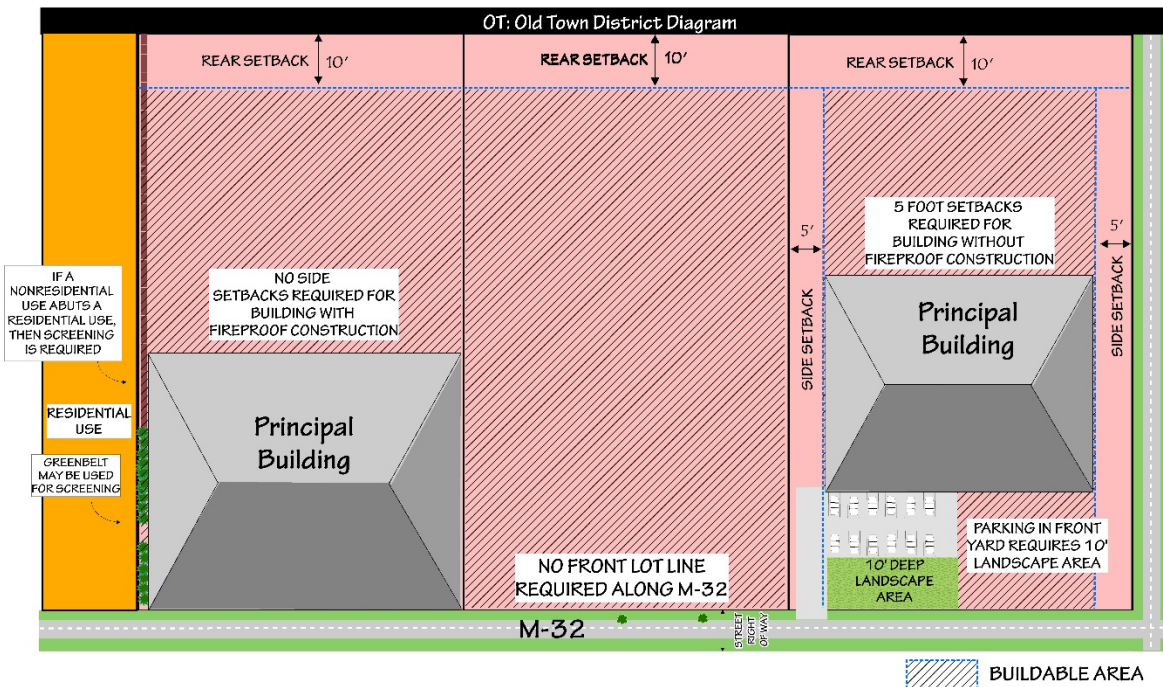 OT: Old Town District Diagram
REAR SETBACK 10'
REAR SETBACK 10'
REAR SETBACK 10'
5 FOOT SETBACKS
REQUIRED FOR
BUILDING WITHOUT
FIREPROOF CONSTRUCTION
5'
5'
SIDE SETBACK
SIDE SETBACK
IF A
NONRESIDENTIAL
USE ABUTS A
RESIDENTIAL USE,
THEN SCREENING
IS REQUIRED
NO SIDE
SETBACKS REQUIRED FOR
BUILDING WITH
FIREPROOF CONSTRUCTION
Principal
Building
Principal
Building
RESIDENTIAL
USE
GREENBELT
MAY BE USED
FOR SCREENING
NO FRONT LOT LINE
REQUIRED ALONG M-32
PARKING IN FRONT
YARD REQUIRES 10'
LANDSCAPE AREA
10' DEEP
LANDSCAPE
AREA
M-32
STREET
RIGHT
OF WAY
BUILDABLE AREA